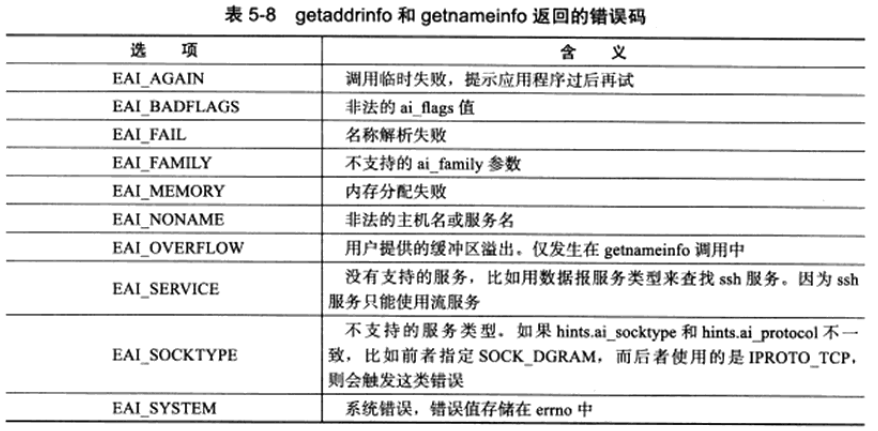 表 5-8 getaddrinfo 和 getnameinfo 返回的错误码
选 项 含 义
EAI_AGAIN 调用临时失败，提示应用程序过后再试
EAI_BADFLAGS 非法的 ai_flags 值
EAI_FAIL 名称解析失败
EAI_FAMILY 不支持的 ai_family 参数
EAI_MEMORY 内存分配失败
EAI_NONAME 非法的主机名或服务名
EAI_OVERFLOW 用户提供的缓冲区溢出。仅发生在 getnameinfo 调用中
EAI_SERVICE 没有支持的服务，比如用数据报服务类型来查找 ssh 服务。因为 ssh
服务只能使用流服务
EAI_SOCKTYPE 不支持的服务类型。如果 hints.ai_socktype 和 hints.ai_protocol 不一
致，比如前者指定 SOCK_DGRAM，而后者使用的是 IPROTO_TCP，
则会触发这类错误
EAI_SYSTEM 系统错误，错误值存储在 errno 中